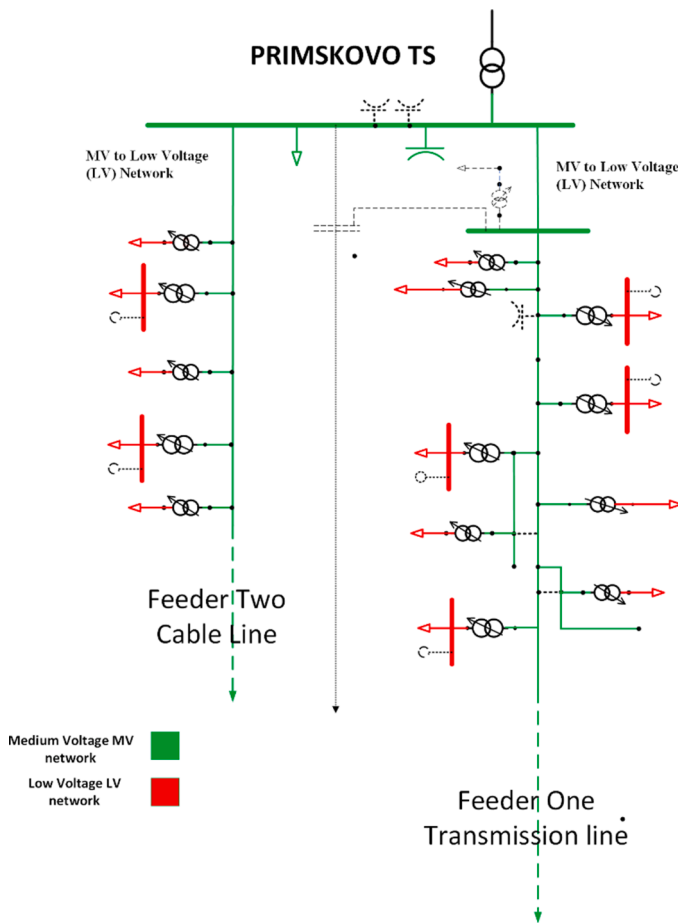 PRIMSKOVO TS
MV to Low Voltage
(LV) Network
MV to Low Voltage
(LV) Network
Feeder Two
Cable Line
Medium Voltage MV
network
Low Voltage LV
network
Feeder One
Transmission line